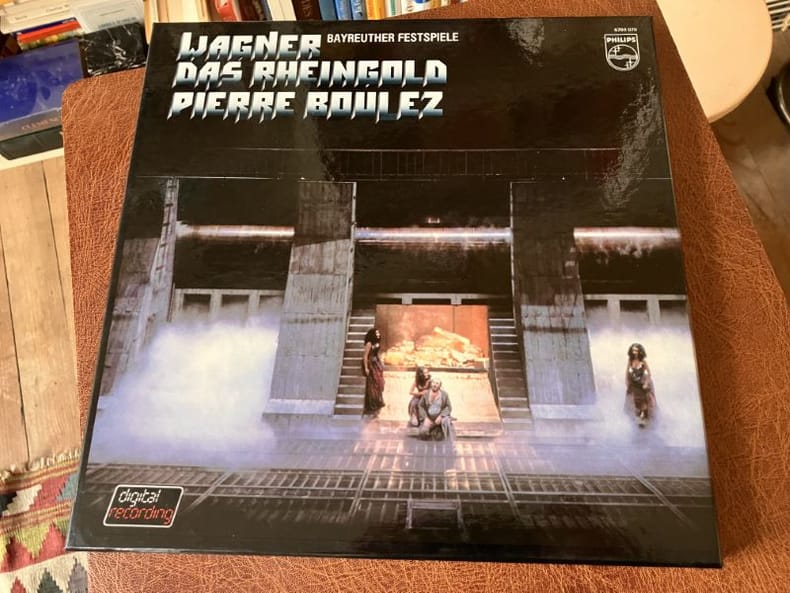 WAGNER
BAYREUTHER FESTSPIELE
DAS RHEINGOLD
PIERRE BOULEZ
PHILIPS
digital
recording